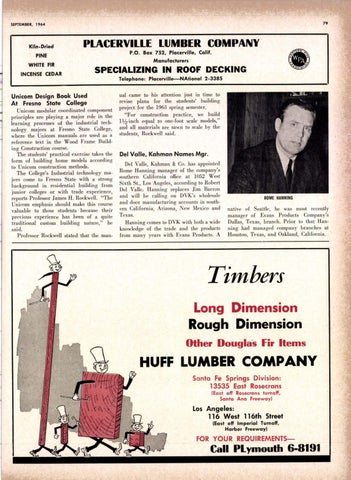 SEPTEMBER, 1964
79
Kiln-Dried
PINE
WHITE FIR
INCENSE CEDAR
PLACERVILLE LUMBER COMPANY
P.O. Box 752, Placerville, Calif.
Manufacturers
SPECIALIZING IN ROOF DECKING
Telephone: Placerville—NAtional 2-3385
WPA
Unicom Design Book Used
At Fresno State College
Unicom modular coordinated component
principles are playing a major role in the
learning processes of the industrial tech-
nology majors at Fresno State College,
where the Unicom manuals are used as a
reference text in the Wood Frame Build-
ing Construction course.
The students' practical exercise takes the
form of building home models according
to Unicom construction methods.
The College's Industrial technology ma-
jors come to Fresno State with a strong
background in residential building from
junior colleges with trade experience,
reports Professor James H. Rockwell. "The
Unicom emphasis should make this course
valuable to those students because their
previous experience has been of a quite
traditional custom building nature," he
said.
Professor Rockwell stated that the man-
ual came to his attention just in time to
revise plans for the students' building
project for the 1963 spring semester.
"For construction practice, we build
1½-inch equal to one-foot scale models,"
and all materials are sawn to scale by the
students, Rockwell said.
Del Valle, Kahman Names Mgr.
Del Valle, Kahman & Co. has appointed
Rome Hanning manager of the company's
southern California office at 1052 West
Sixth St., Los Angeles, according to Robert
Del Valle. Hanning replaces Jim Reeves
and will be calling on DVK's wholesale
and door manufacturing accounts in south-
ern California, Arizona, New Mexico and
Texas.
Hanning comes to DVK with both a wide
knowledge of the trade and the products
from many years with Evans Products. A
ROME HANNING
native of Seattle, he was most recently
manager of Evans Products Company's
Dallas, Texas, branch. Prior to that Han-
ning had managed company branches at
Houston, Texas, and Oakland, California.
Timbers
Long Dimension
Rough Dimension
Other Douglas Fir Items
HUFF LUMBER COMPANY
Santa Fe Springs Division:
13535 East Rosecrans
(East off Rosecrans turnoff,
Santa Ana Freeway)
Los Angeles:
116 West 116th Street
(East off Imperial Turnoff,
Harbor Freeway)
FOR YOUR REQUIREMENTS—
Call PLymouth 6-8191